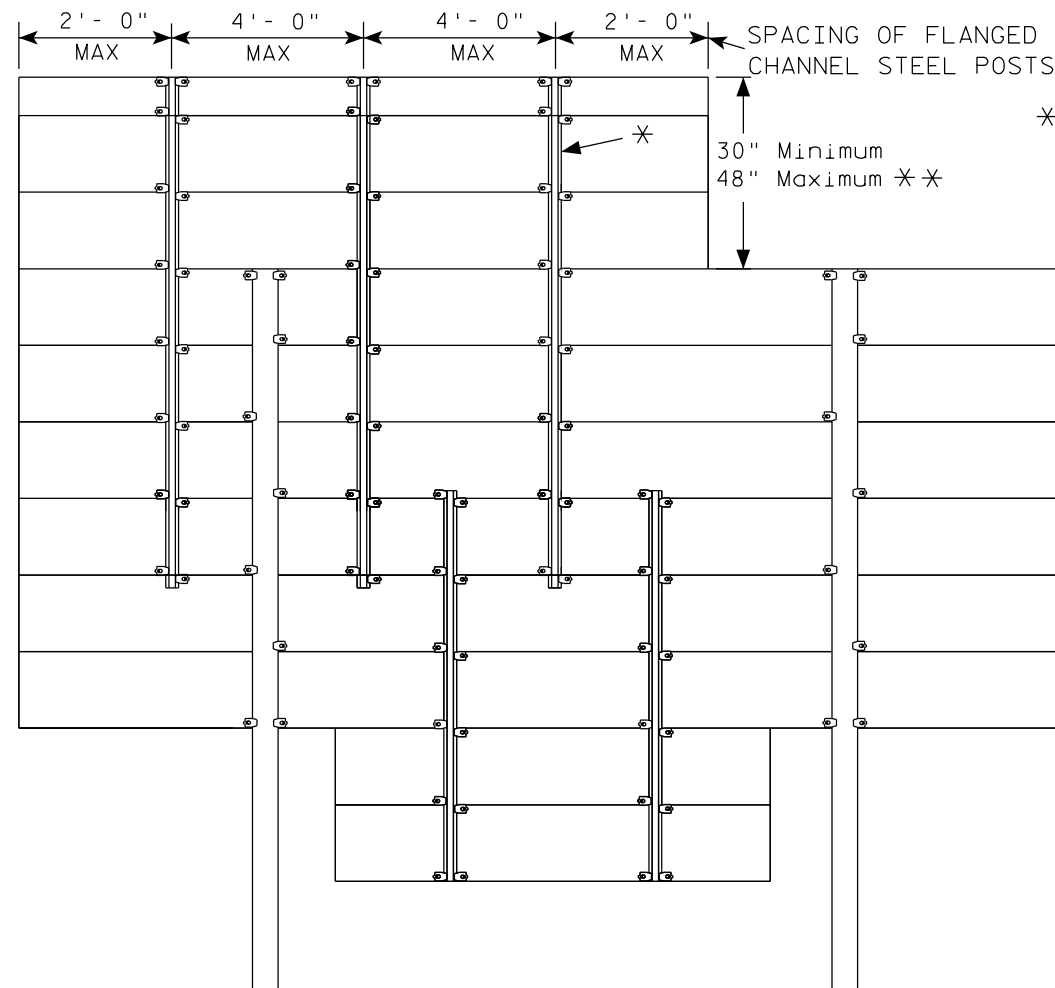 2'- 0" 4'- 0" 4'- 0" 2'- 0"
MAX MAX MAX MAX
SPACING OF FLANGED
CHANNEL STEEL POSTS
*
*
30" Minimum
48" Maximum * *